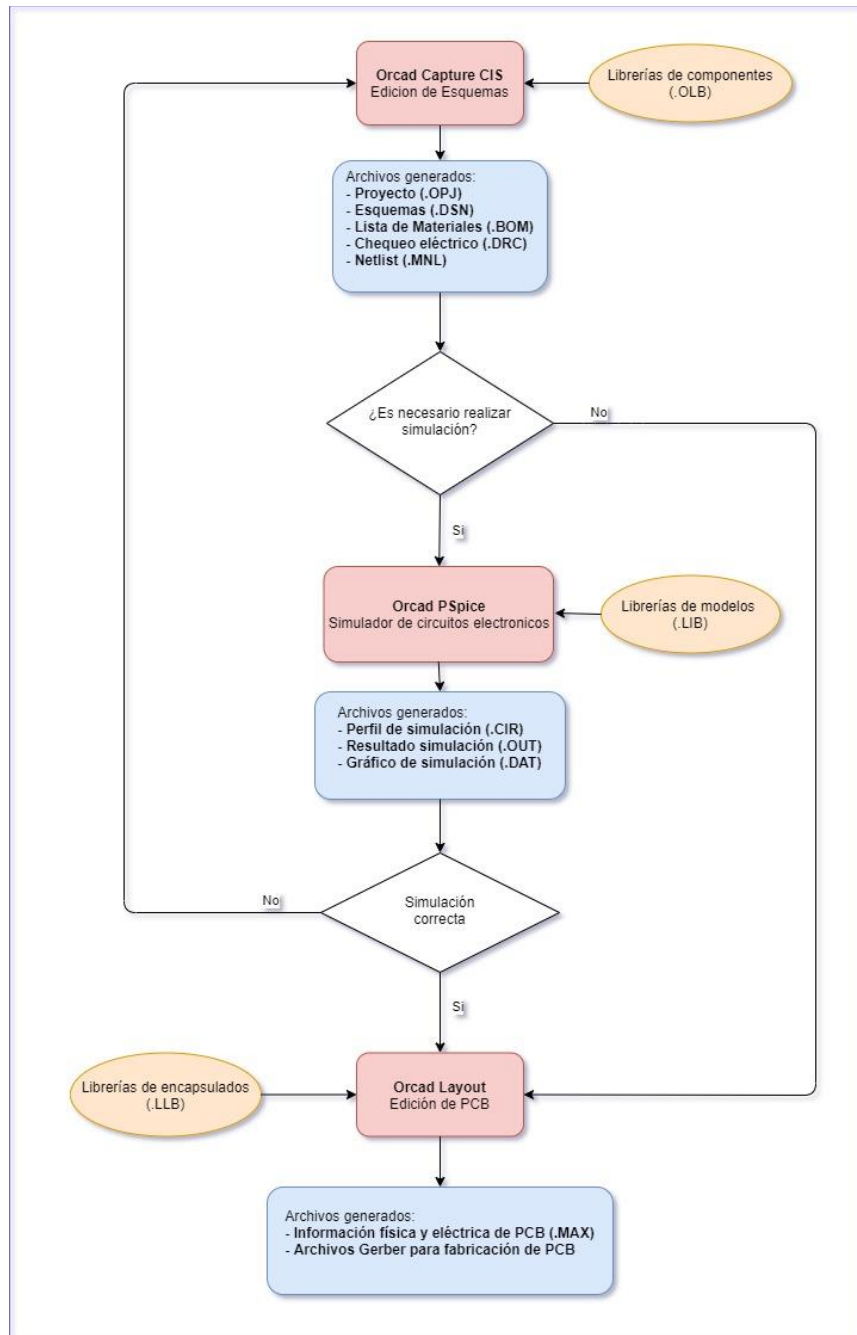 Orcad Capture CIS
Edicion de Esquemas
Librerías de componentes
(.OLB)
Archivos generados:
- Proyecto (.OPJ)
- Esquemas (.DSN)
- Lista de Materiales (.BOM)
- Chequeo eléctrico (.DRC)
- Netlist (.MNL)
¿Es necesario realizar
simulación?
No
Si
Orcad PSpice
Simulador de circuitos electronicos
Librerías de modelos
(.LIB)
Archivos generados:
- Perfil de simulación (.CIR)
- Resultado simulación (.OUT)
- Gráfico de simulación (.DAT)
No
Simulación
correcta
Si
Librerías de encapsulados
(.LLB)
Orcad Layout
Edición de PCB
Archivos generados:
- Información física y eléctrica de PCB (.MAX)
- Archivos Gerber para fabricación de PCB